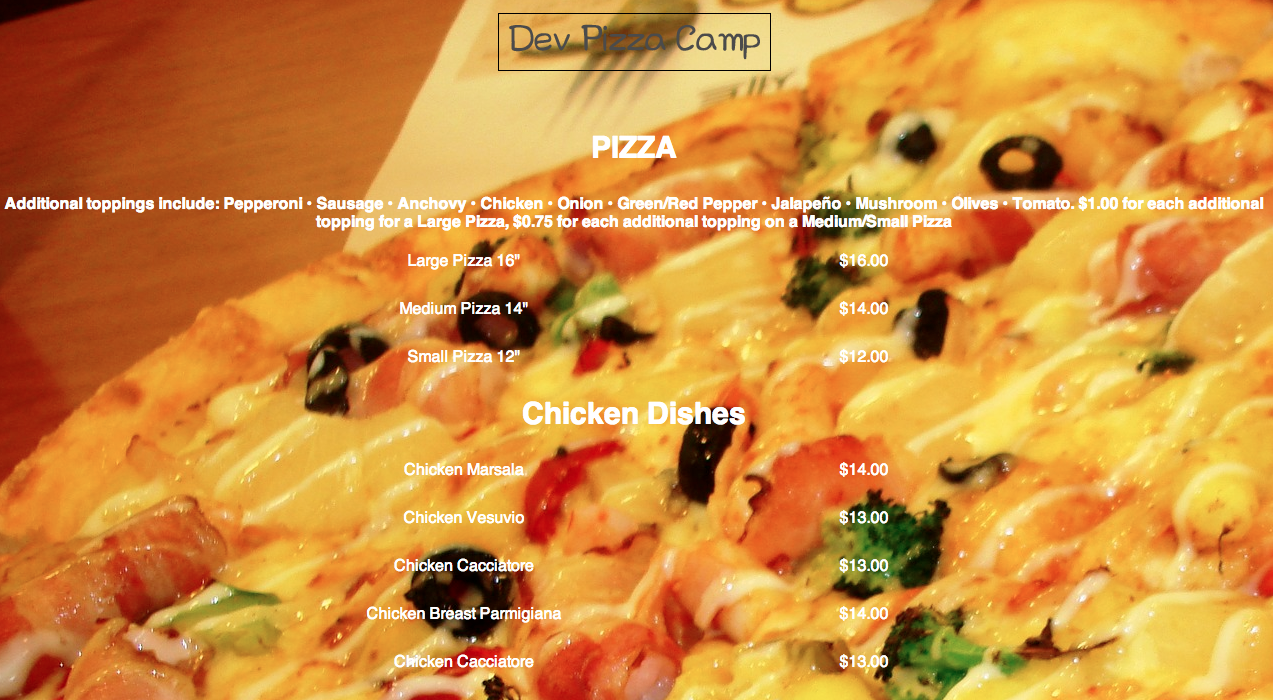 Dev Pizza Camp
PIZZA
Additional toppings include: Pepperoni • Sausage • Anchovy • Chicken • Onion • Green/Red Pepper • Jalapeño • Mushroom • Olives • Tomato. $1.00 for each additional
topping for a Large Pizza, $0.75 for each additional topping on a Medium/Small Pizza
Large Pizza 16" $16.00
Medium Pizza 14" $14.00
Small Pizza 12" $12.00
Chicken Dishes
Chicken Marsala $14.00
Chicken Vesuvio $13.00
Chicken Cacciatore $13.00
Chicken Breast Parmigiana $14.00
Chicken Cacciatore $13.00